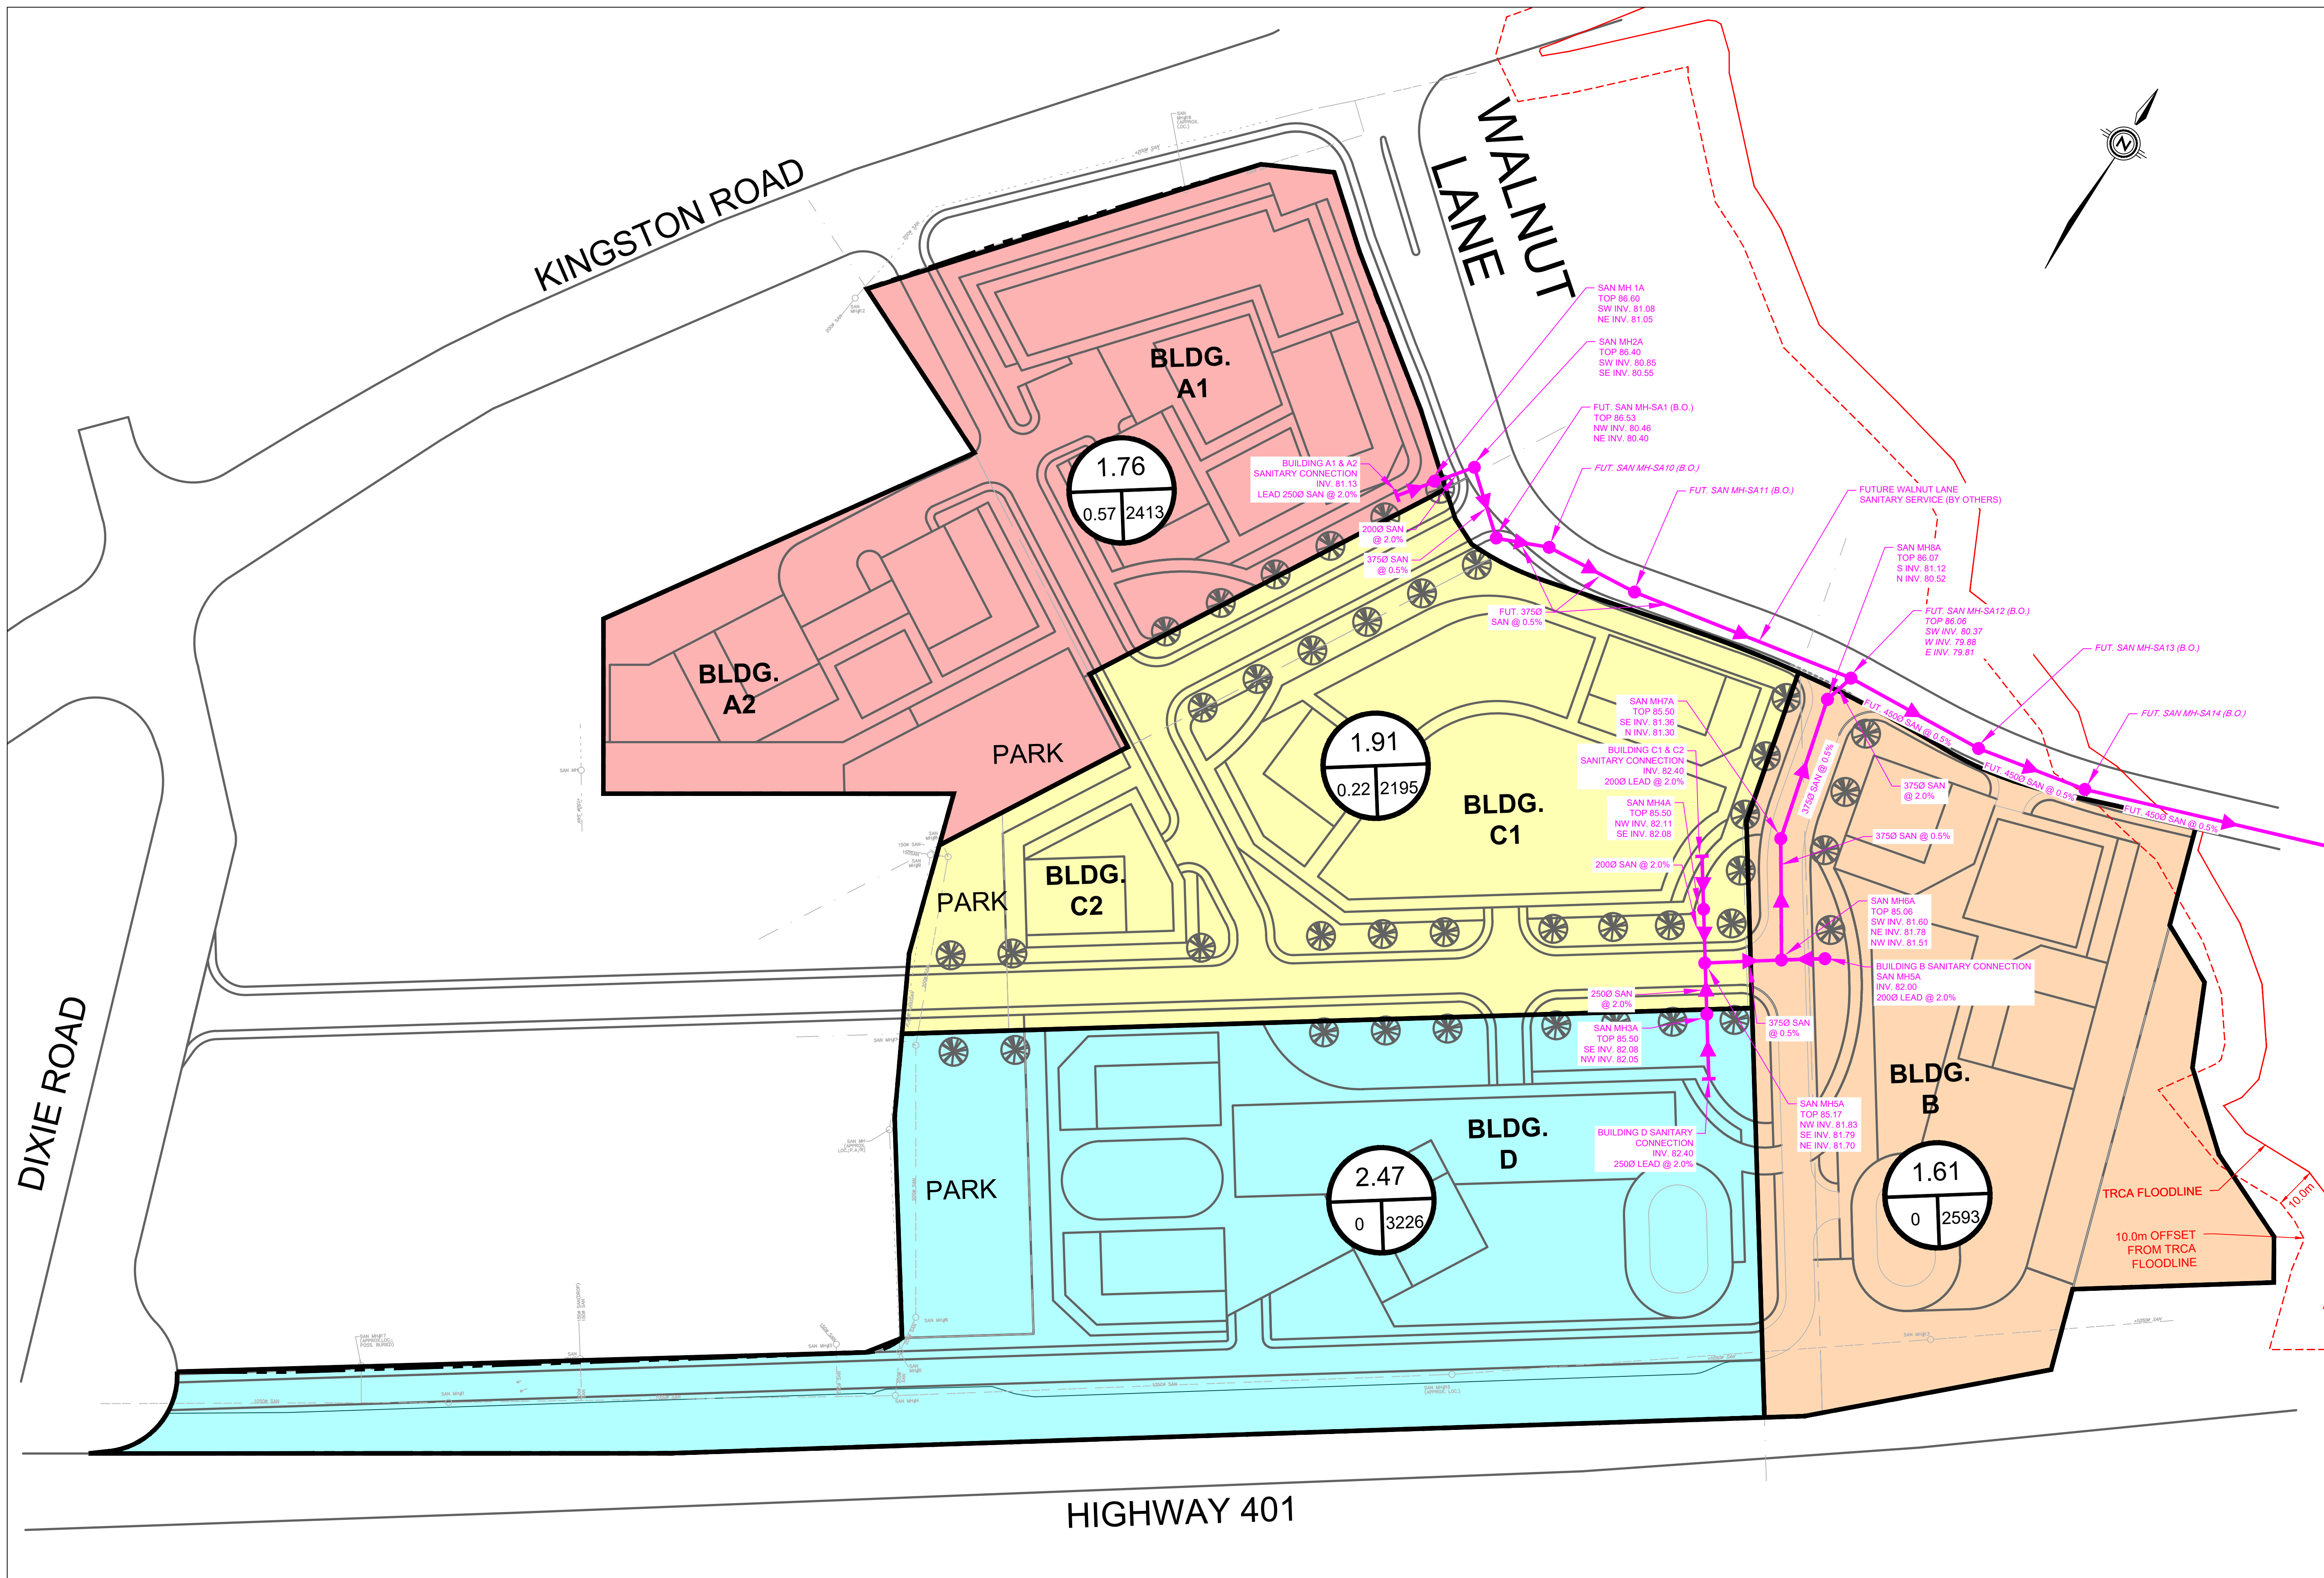 KINGSTON ROAD
WALNUT
LANE
DIXIE ROAD
HIGHWAY 401
N
SAN
(APPROX.
LOC.)
200Ø SAN
200Ø SAN
SAN
BLDG.
A1
1.76
0.57
2413
BLDG.
A2
PARK
SAN MH 1A
TOP 86.60
SW INV. 81.08
NE INV. 81.05
SAN MH2A
TOP 86.40
SW INV. 80.85
SE INV. 80.55
FUT. SAN MH-SA1 (B.O.)
TOP 86.53
NW INV. 80.46
NE INV. 80.40
FUT. SAN MH-SA10 (B.O.)
FUT. SAN MH-SA11 (B.O.)
FUTURE WALNUT LANE
SANITARY SERVICE (BY OTHERS)
BUILDING A1 & A2
SANITARY CONNECTION
INV. 81.13
LEAD 250Ø SAN @ 2.0%
200Ø SAN
@ 2.0%
375Ø SAN
@ 0.5%
FUT. 375Ø
SAN @ 0.5%
SAN MH8A
TOP 86.07
S INV. 81.12
N INV. 80.52
FUT. SAN MH-SA12 (B.O.)
TOP 86.06
SW INV. 80.37
W INV. 79.88
E INV. 79.81
FUT. SAN MH-SA13 (B.O.)
FUT. SAN MH-SA14 (B.O.)
FUT. 450Ø SAN @ 0.5%
FUT. 450Ø SAN @ 0.5%
FUT. 450Ø SAN @ 0.5%
SAN MH7A
TOP 85.50
SE INV. 81.36
N INV. 81.30
BUILDING C1 & C2
SANITARY CONNECTION
INV. 82.40
200Ø LEAD @ 2.0%
SAN MH4A
TOP 85.50
NW INV. 82.11
SE INV. 82.08
200Ø SAN @ 2.0%
375Ø SAN @ 0.5%
375Ø SAN
@ 2.0%
375Ø SAN @ 0.5%
1.91
0.22
2195
BLDG.
C1
BLDG.
C2
PARK
SAN MH6A
TOP 85.06
SW INV. 81.60
NE INV. 81.78
NW INV. 81.51
BUILDING B SANITARY CONNECTION
SAN MH5A
INV. 82.00
200Ø LEAD @ 2.0%
250Ø SAN
@ 2.0%
SAN MH3A
TOP 85.50
SE INV. 82.08
NW INV. 82.05
375Ø SAN
@ 0.5%
SAN MH5A
TOP 85.17
NW INV. 81.83
SE INV. 81.79
NE INV. 81.70
BUILDING D SANITARY
CONNECTION
INV. 82.40
250Ø LEAD @ 2.0%
BLDG.
D
2.47
0
3226
PARK
BLDG.
B
1.61
0
2593
TRCA FLOODLINE
10.0m
10.0m OFFSET
FROM TRCA
FLOODLINE